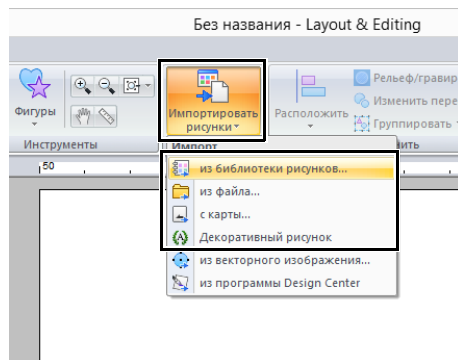 Без названия - Layout & Editing
Фигуры
Импортировать
рисунки
Расположить
Рельеф/гравир
Изменить пере
Группировать
Инструменты
Импорт
ить
50
из библиотеки рисунков...
из файла...
с карты...
Декоративный рисунок
из векторного изображения...
из программы Design Center